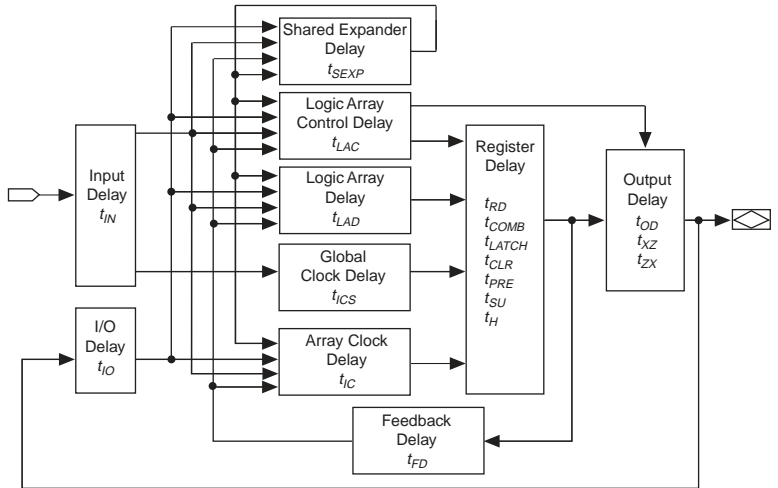 Shared Expander
Delay
tSEXP
Logic Array
Control Delay
tLAC
Input
Delay
tIN
Logic Array
Delay
tLAD
Global
Clock Delay
tICS
I/O
Delay
tIO
Array Clock
Delay
tIC
Register
Delay
tRD
tCOMB
tLATCH
tCLR
tPRE
tSU
tH
Output
Delay
tOD
tXZ
tZX
Feedback
Delay
tFD